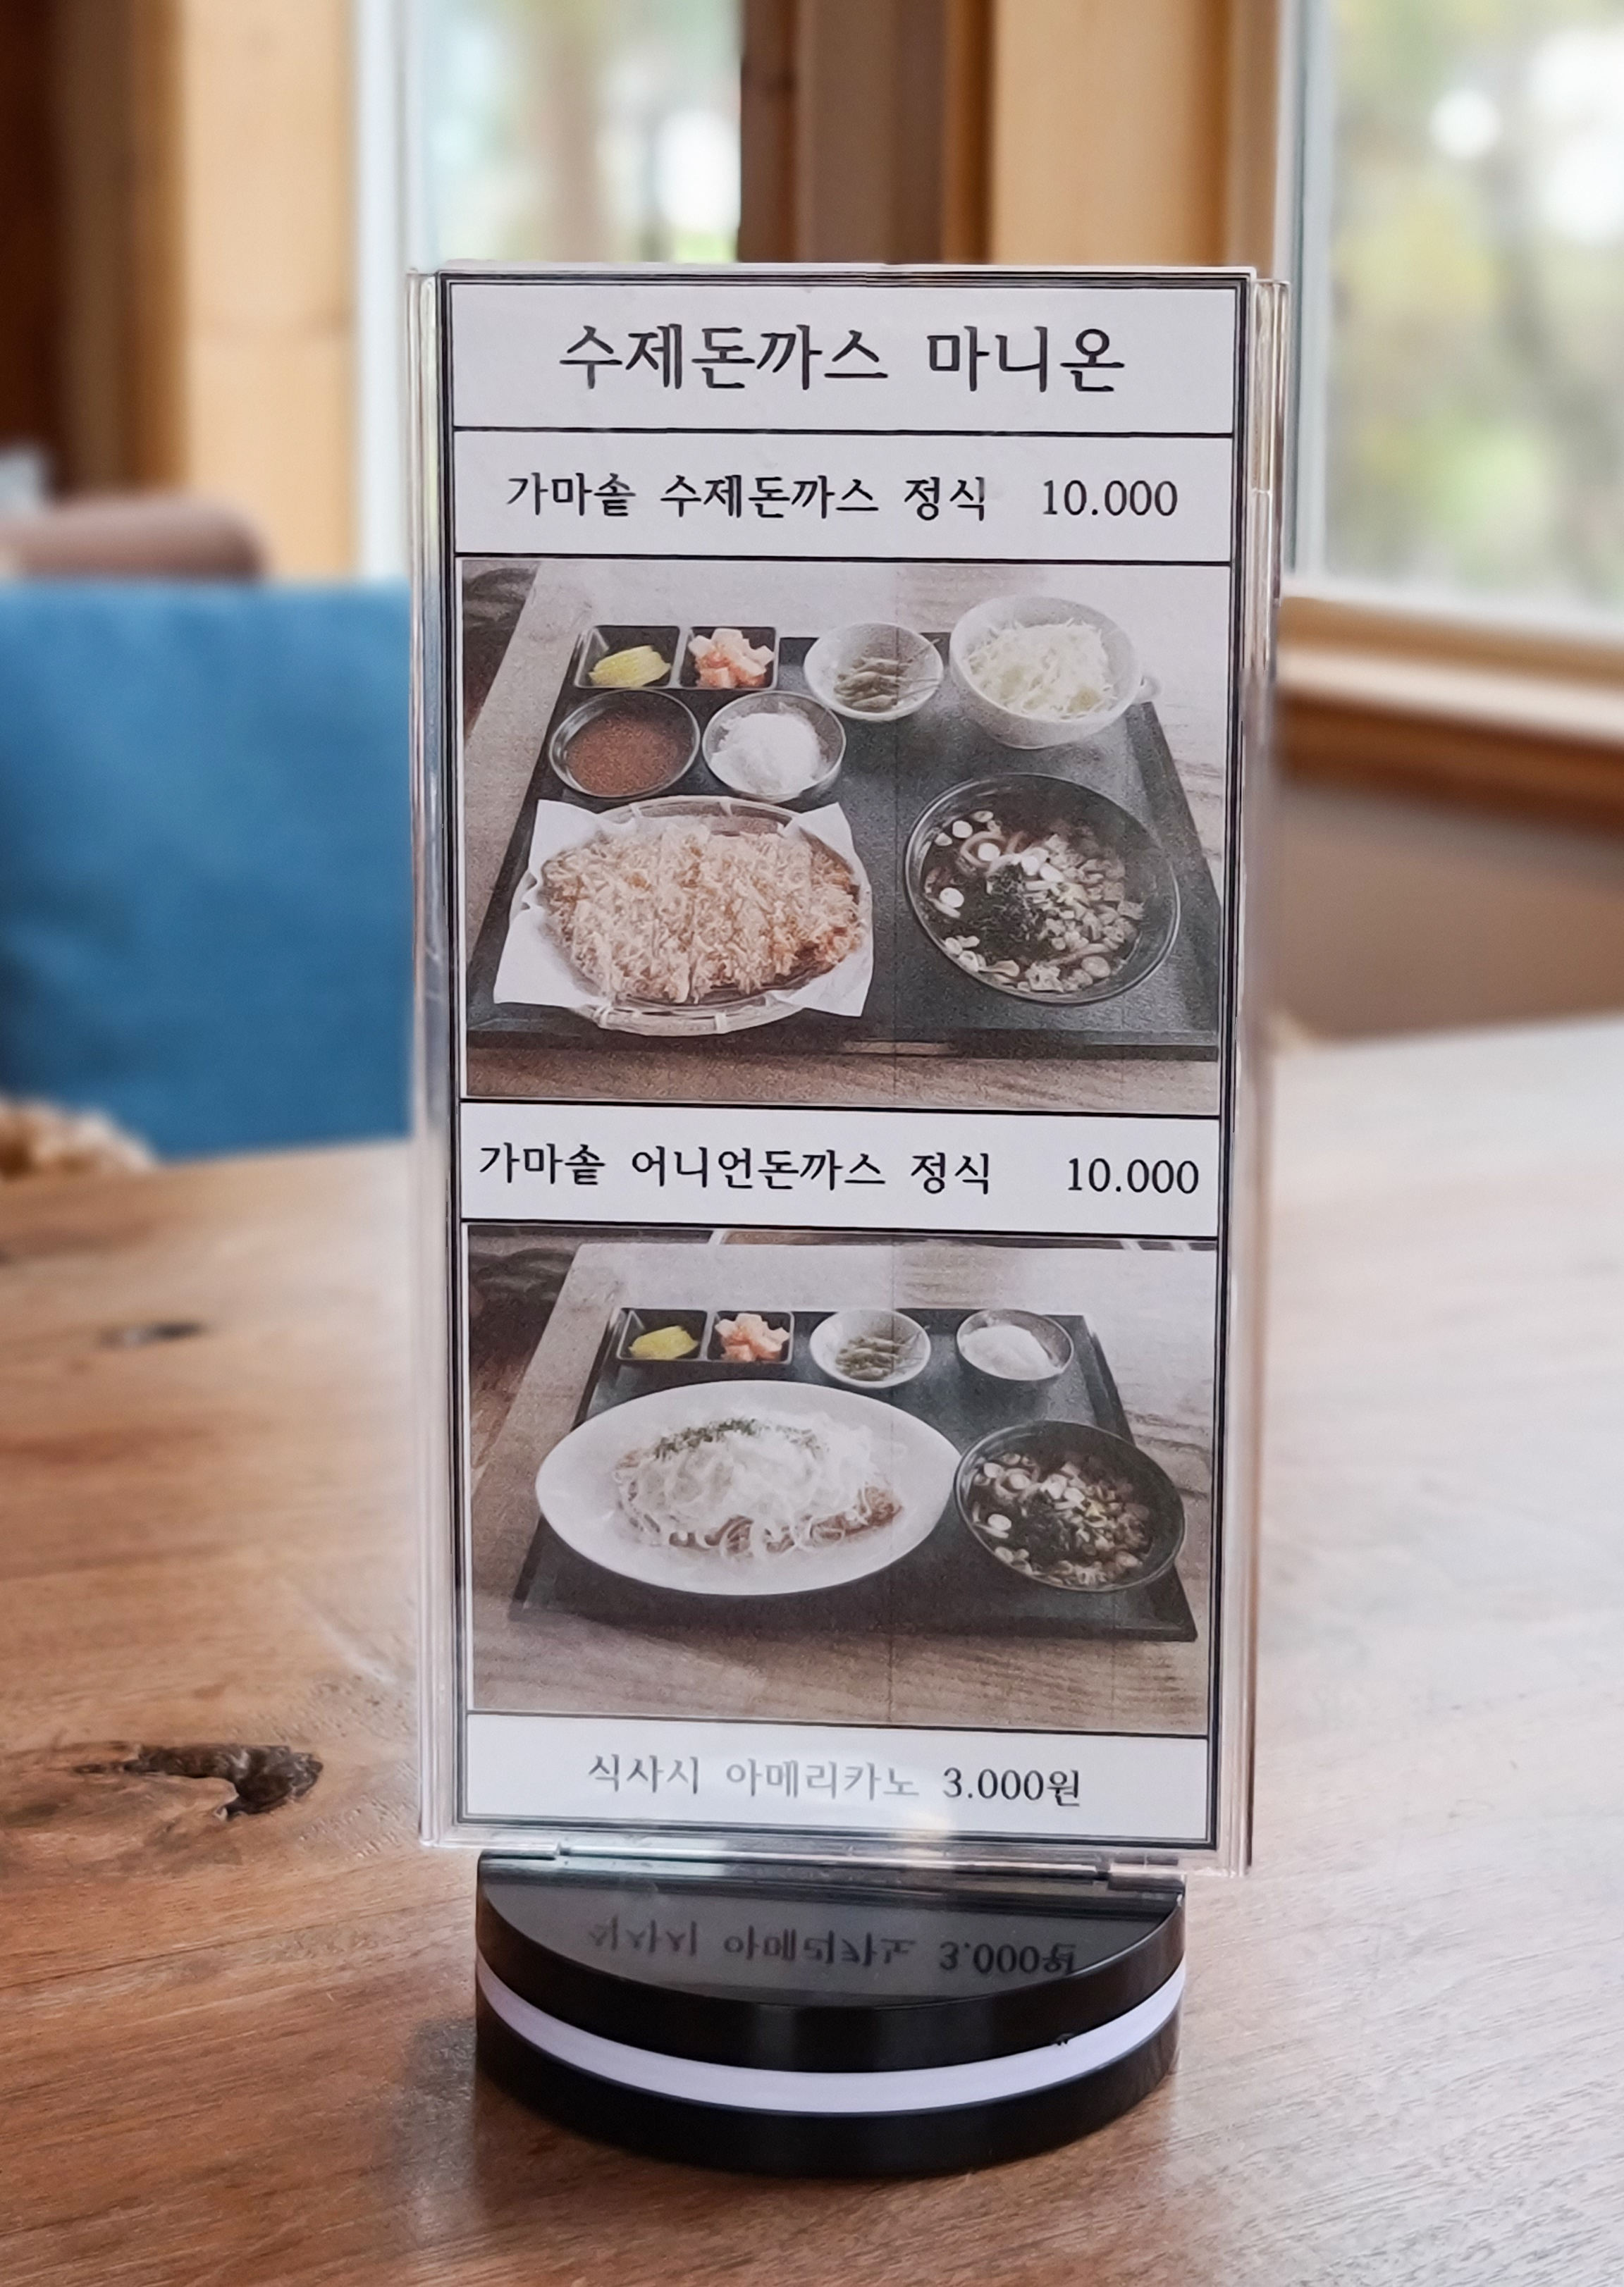 수제돈까스 마니온
가마솥 수제돈까스 정식 10.000
가마솥 어니언돈까스 정식 10.000
식사시 아메리카노 3.000원